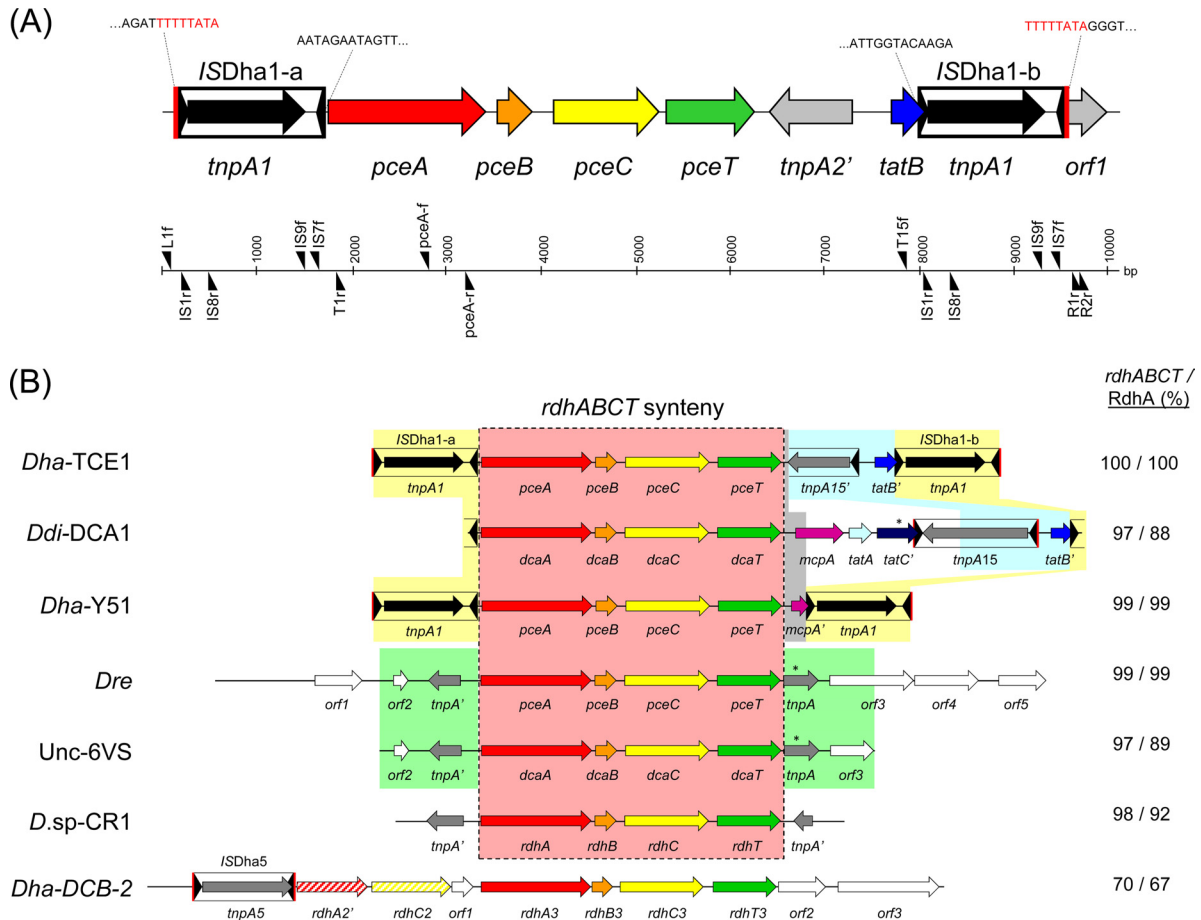 (A)
…AGATTTTTTATA
TTTTTATAGGGT…
AATAGAATAGTT…
…ATTGGTACAAGA
ISDha1-a
ISDha1-b
tnpA1 pceA pceB pceC pceT tnpA2’ tatB tnpA1 orf1
L1f IS9f IS7f pceA-f T15f IS9f IS7f
1000 2000 3000 4000 5000 6000 7000 8000 9000 10000
bp
IS1r IS8r T1r pceA-r IS1r IS8r R1r R2r
(B)
rdhABCT /
RdhA (%)
rdhABCT synteny
ISDha1-a ISDha1-b
Dha-TCE1 100 / 100
tnpA1 pceA pceB pceC pceT tnpA15’ tatB’ tnpA1
*
Ddi-DCA1 97 / 88
dcaA dcaB dcaC dcaT mcpA tatA tatC’ tnpA15 tatB’
Dha-Y51 99 / 99
tnpA1 pceA pceB pceC pceT mcpA’ tnpA1
*
Dre 99 / 99
orf1 orf2 tnpA’ pceA pceB pceC pceT tnpA orf3 orf4 orf5
*
Unc-6VS 97 / 89
orf2 tnpA’ dcaA dcaB dcaC dcaT tnpA orf3
D.sp-CR1 98 / 92
tnpA’ rdhA rdhB rdhC rdhT tnpA’
ISDha5
Dha-DCB-2 70 / 67
tnpA5 rdhA2’ rdhC2 orf1 rdhA3 rdhB3 rdhC3 rdhT3 orf2 orf3